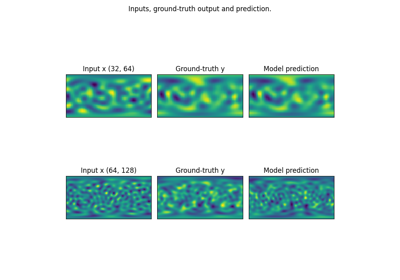 Inputs, ground-truth output and prediction.
Input x (32, 64)
Ground-truth y
Model prediction
Input x (64, 128)
Ground-truth y
Model prediction